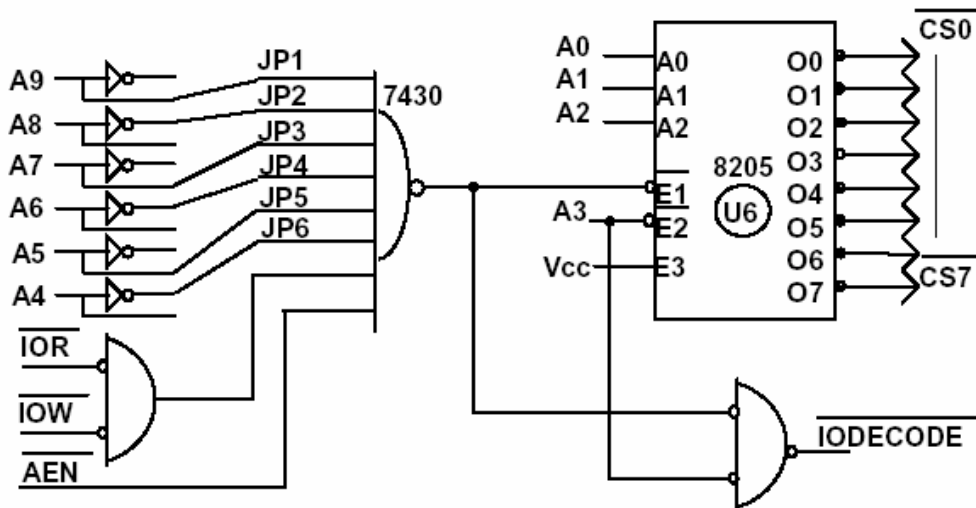 A9
A8
A7
A6
A5
A4
JP1
JP2
JP3
JP4
JP5
JP6
7430
IOR
IOW
AEN
A0
A1
A2
A3
Vcc
A0
A1
A2
E1
E2
E3
8205
U6
O0
O1
O2
O3
O4
O5
O6
O7
CS0
CS7
IODECODE